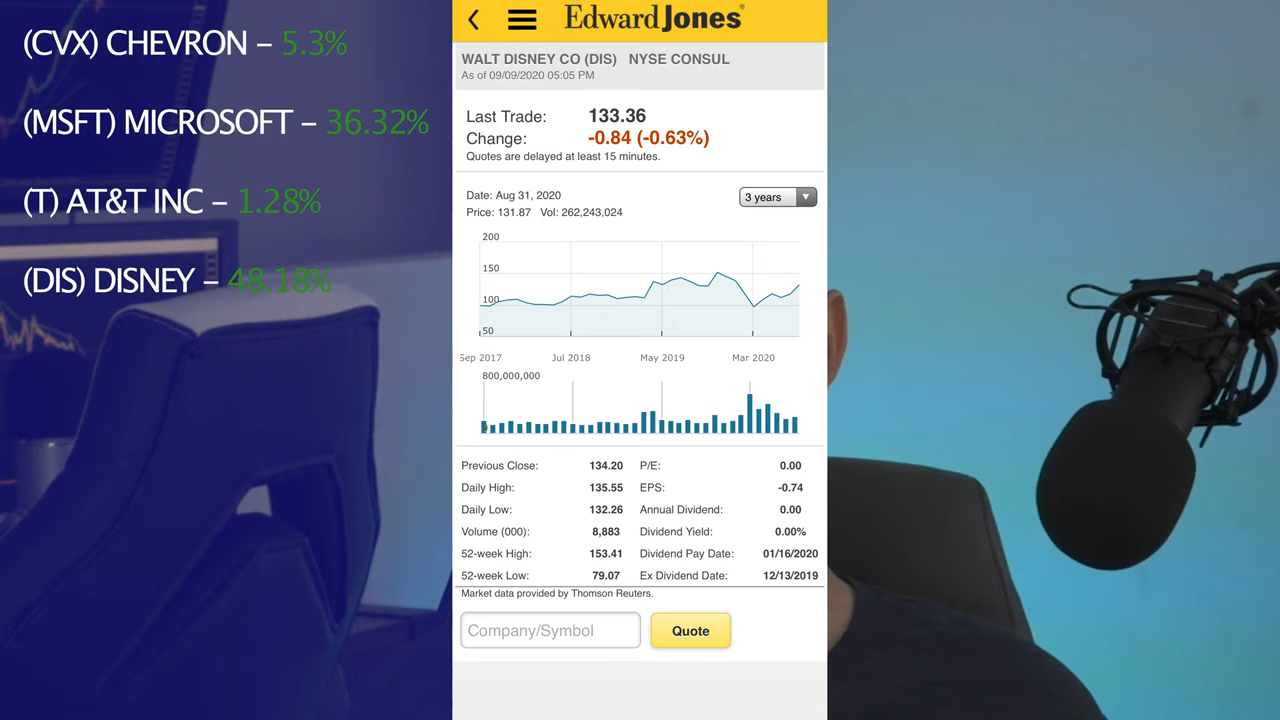 (CVX) CHEVRON – 5.3%
(MSFT) MICROSOFT – 36.32%
(T) AT&T INC – 1.28%
(DIS) DISNEY – 48.18%
Edward Jones®
WALT DISNEY CO (DIS) NYSE CONSUL
As of 09/09/2020 05:05 PM
Last Trade: 133.36
Change: -0.84 (-0.63%)
Quotes are delayed at least 15 minutes.
Date: Aug 31, 2020
3 years
Price: 131.87 Vol: 262,243,024
200
150
100
50
Sep 2017 Jul 2018 May 2019 Mar 2020
800,000,000
Previous Close: 134.20 P/E: 0.00
Daily High: 135.55 EPS: -0.74
Daily Low: 132.26 Annual Dividend: 0.00
Volume (000): 8,883 Dividend Yield: 0.00%
52-week High: 153.41 Dividend Pay Date: 01/16/2020
52-week Low: 79.07 Ex Dividend Date: 12/13/2019
Market data provided by Thomson Reuters.
Company/Symbol Quote